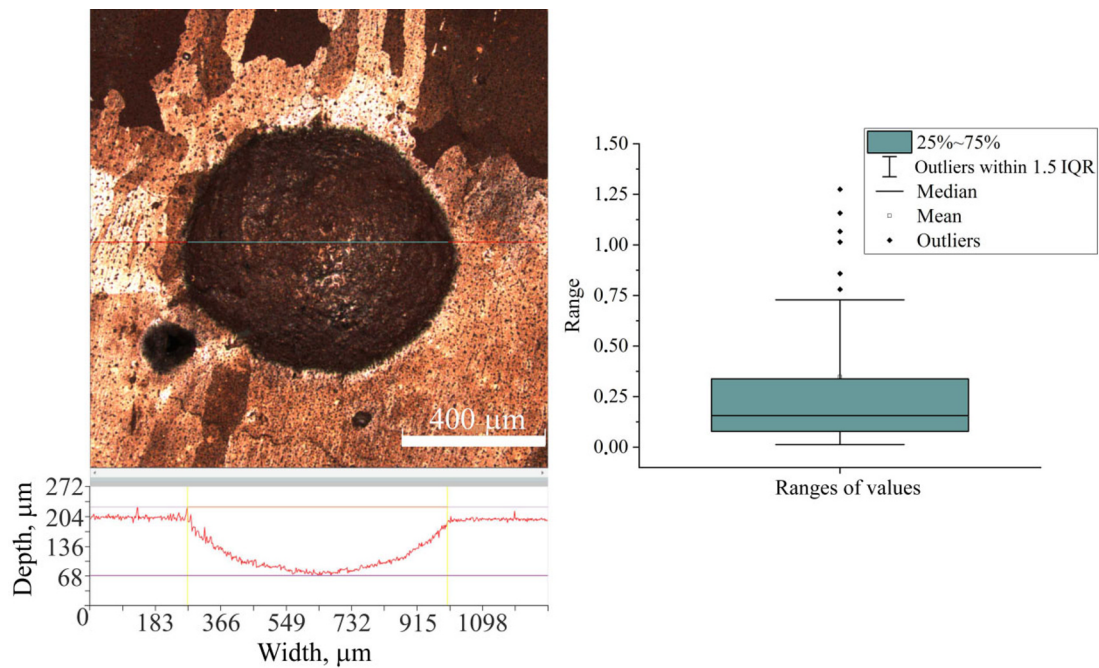 400 µm
272
204
136
68
0
Depth, µm
183 366 549 732 915 1098
Width, µm
1.50
1.25
1.00
0.75
0.50
0.25
0.00
Range
25%~75%
Outliers within 1.5 IQR
Median
Mean
Outliers
Ranges of values